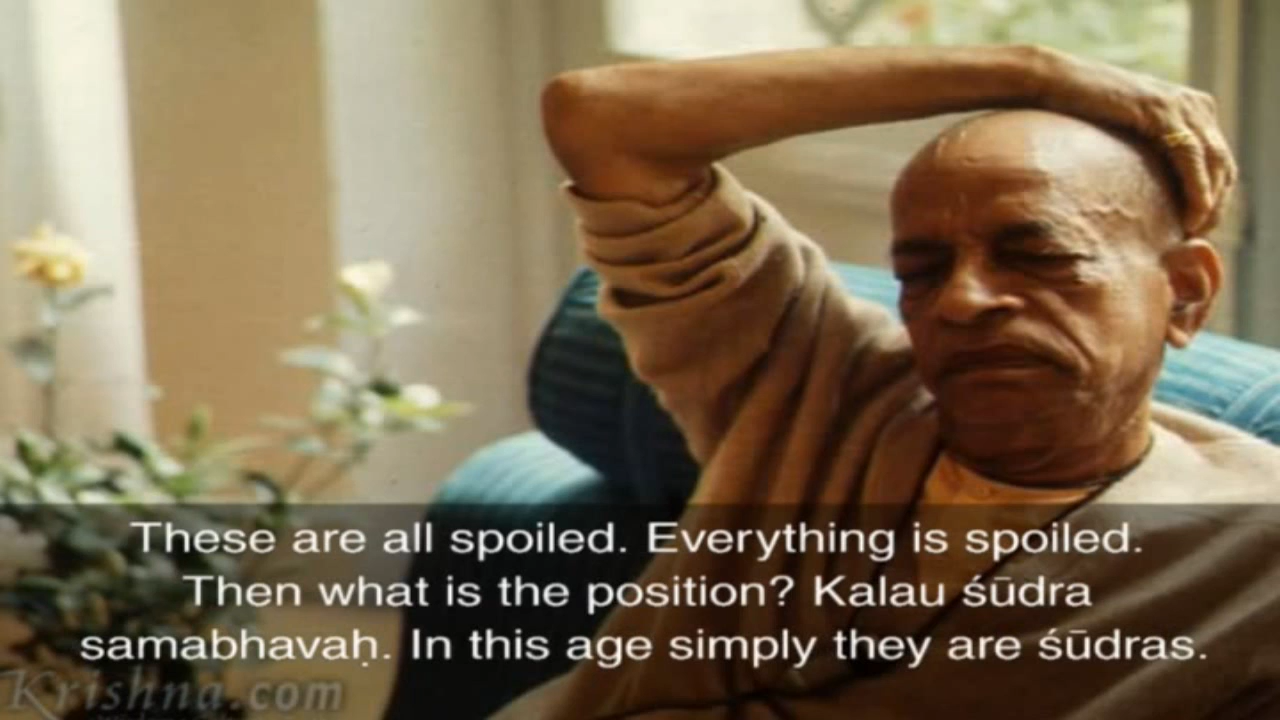 These are all spoiled. Everything is spoiled.
Then what is the position? Kalau śūdra
samabhavaḥ. In this age simply they are śūdras.
Krishna.com